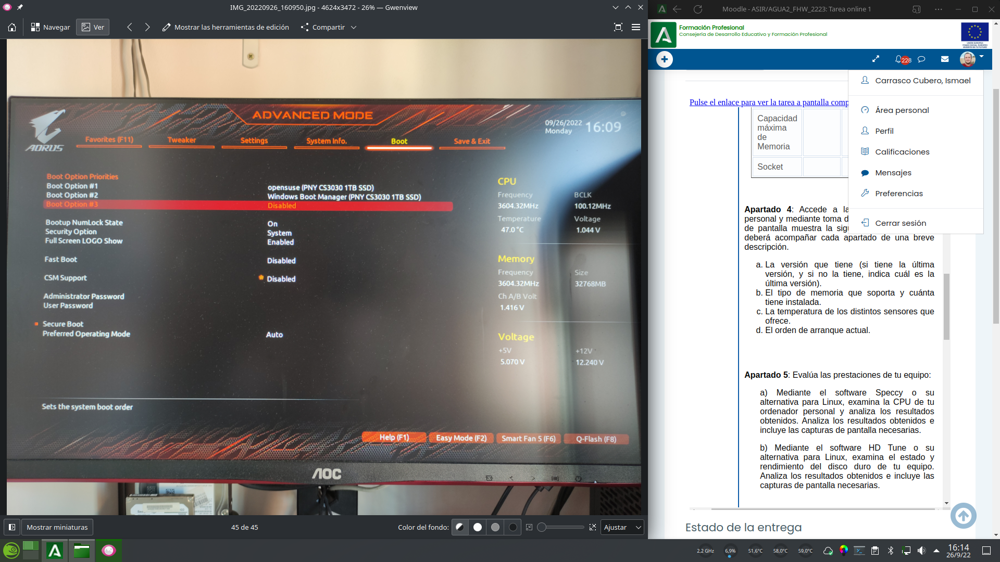 IMG_20220926_160950.jpg - 4624x3472 - 26% — Gwenview
Navegar
Ver
Mostrar las herramientas de edición
Compartir
ADVANCED MODE
09/26/2022
Monday
16:09
AORUS
Favorites (F11)
Tweaker
Settings
System Info.
Boot
Save & Exit
Boot Option Priorities
Boot Option #1
opensuse (PNY CS3030 1TB SSD)
Boot Option #2
Windows Boot Manager (PNY CS3030 1TB SSD)
Boot Option #3
Disabled
Bootup NumLock State
On
Security Option
System
Full Screen LOGO Show
Enabled
Fast Boot
Disabled
CSM Support
Disabled
Administrator Password
User Password
Secure Boot
Preferred Operating Mode
Auto
CPU
Frequency
BCLK
3604.32MHz
100.12MHz
Temperature
Voltage
47.0 °C
1.044 V
Memory
Frequency
Size
3604.32MHz
32768MB
Ch A/B Volt
1.416 V
Voltage
+5V
+12V
5.070 V
12.240 V
Sets the system boot order
Help (F1)
Easy Mode (F2)
Smart Fan 5 (F6)
Q-Flash (F8)
AOC
Mostrar miniaturas
45 de 45
Color del fondo:
Ajustar
Moodle - ASIR/AGUA2_FHW_2223: Tarea online 1
Formación Profesional
Consejería de Desarrollo Educativo y Formación Profesional
228
Carrasco Cubero, Ismael
Área personal
Perfil
Calificaciones
Mensajes
Preferencias
Cerrar sesión
Pulse el enlace para ver la tarea a pantalla comp
Capacidad
máxima
de
Memoria
Socket
Apartado 4: Accede a la
personal y mediante toma d
de pantalla muestra la sigu
deberá acompañar cada apartado de una breve
descripción.
a. La versión que tiene (si tiene la última
versión, y si no la tiene, indica cuál es la
última versión).
b. El tipo de memoria que soporta y cuánta
tiene instalada.
c. La temperatura de los distintos sensores que
ofrece.
d. El orden de arranque actual.
Apartado 5: Evalúa las prestaciones de tu equipo:
a) Mediante el software Speccy o su
alternativa para Linux, examina la CPU de tu
ordenador personal y analiza los resultados
obtenidos. Analiza los resultados obtenidos e
incluye las capturas de pantalla necesarias.
b) Mediante el software HD Tune o su
alternativa para Linux, examina el estado y
rendimiento del disco duro de tu equipo.
Analiza los resultados obtenidos e incluye las
capturas de pantalla necesarias.
Estado de la entrega
2,2 GHz
6,9%
51,6°C
58,0°C
59,0°C
16:14
26/9/22